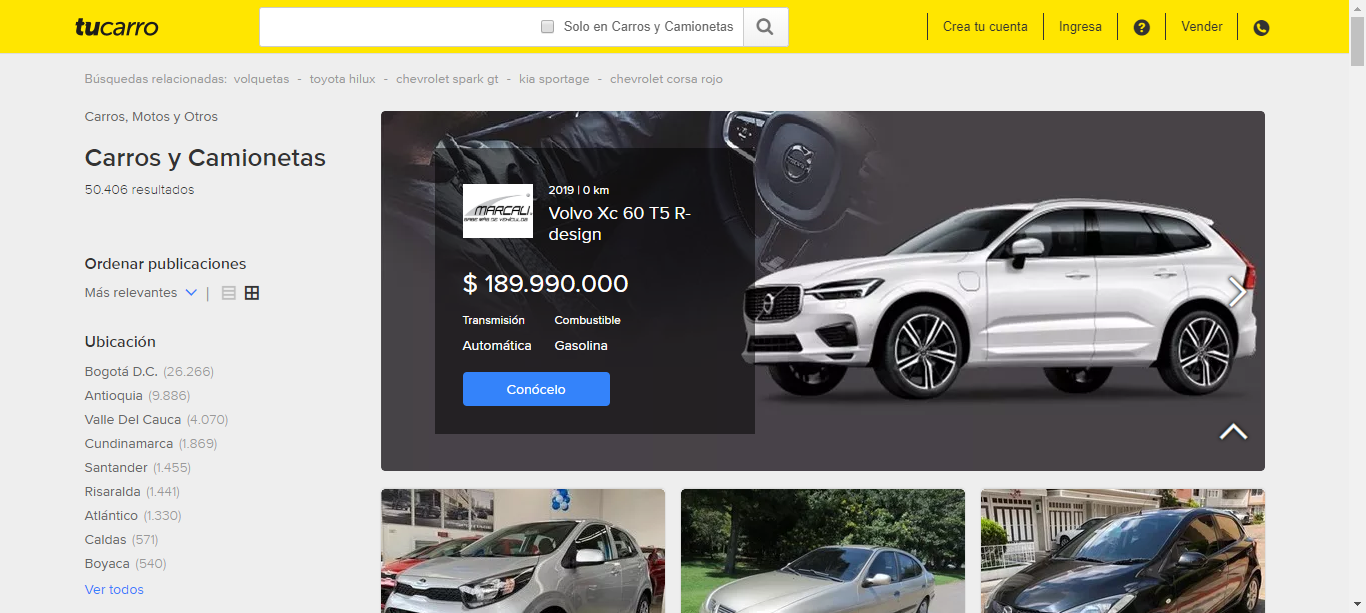 tucarro
Solo en Carros y Camionetas
Crea tu cuenta
Ingresa
?
Vender
Búsquedas relacionadas: volquetas - toyota hilux - chevrolet spark gt - kia sportage - chevrolet corsa rojo
Carros, Motos y Otros
Carros y Camionetas
50.406 resultados
Ordenar publicaciones
Más relevantes |
Ubicación
Bogotá D.C. (26.266)
Antioquia (9.886)
Valle Del Cauca (4.070)
Cundinamarca (1.869)
Santander (1.455)
Risaralda (1.441)
Atlántico (1.330)
Caldas (571)
Boyaca (540)
Ver todos
MARCALI
2019 | 0 km
Volvo Xc 60 T5 R-
design
$ 189.990.000
Transmisión Combustible
Automática Gasolina
Conócelo